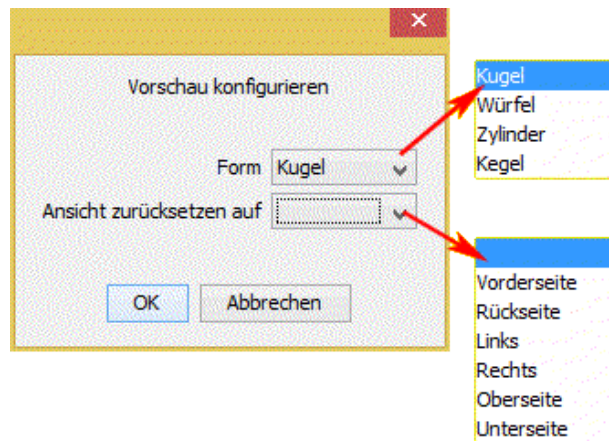 Vorschau konfigurieren
Form Kugel
Ansicht zurücksetzen auf
OK Abbrechen
Kugel
Würfel
Zylinder
Kegel
Vorderseite
Rückseite
Links
Rechts
Oberseite
Unterseite